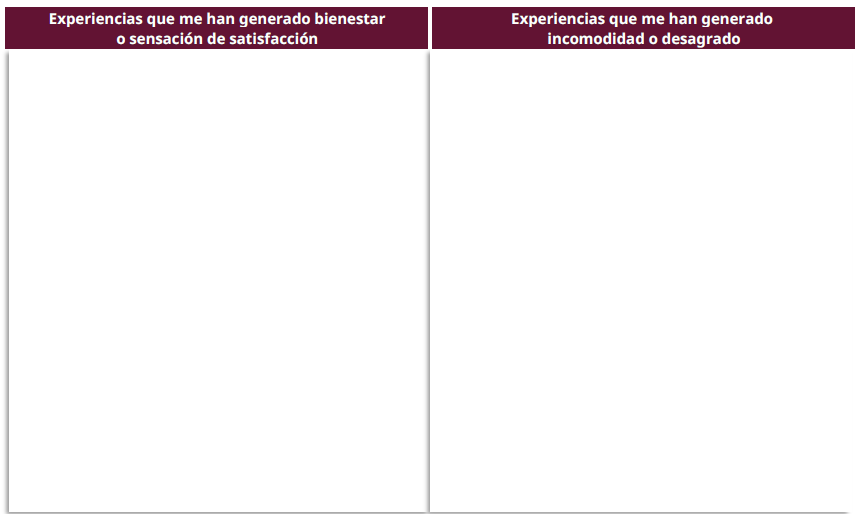 Experiencias que me han generado bienestar
o sensación de satisfacción
Experiencias que me han generado
incomodidad o desagrado